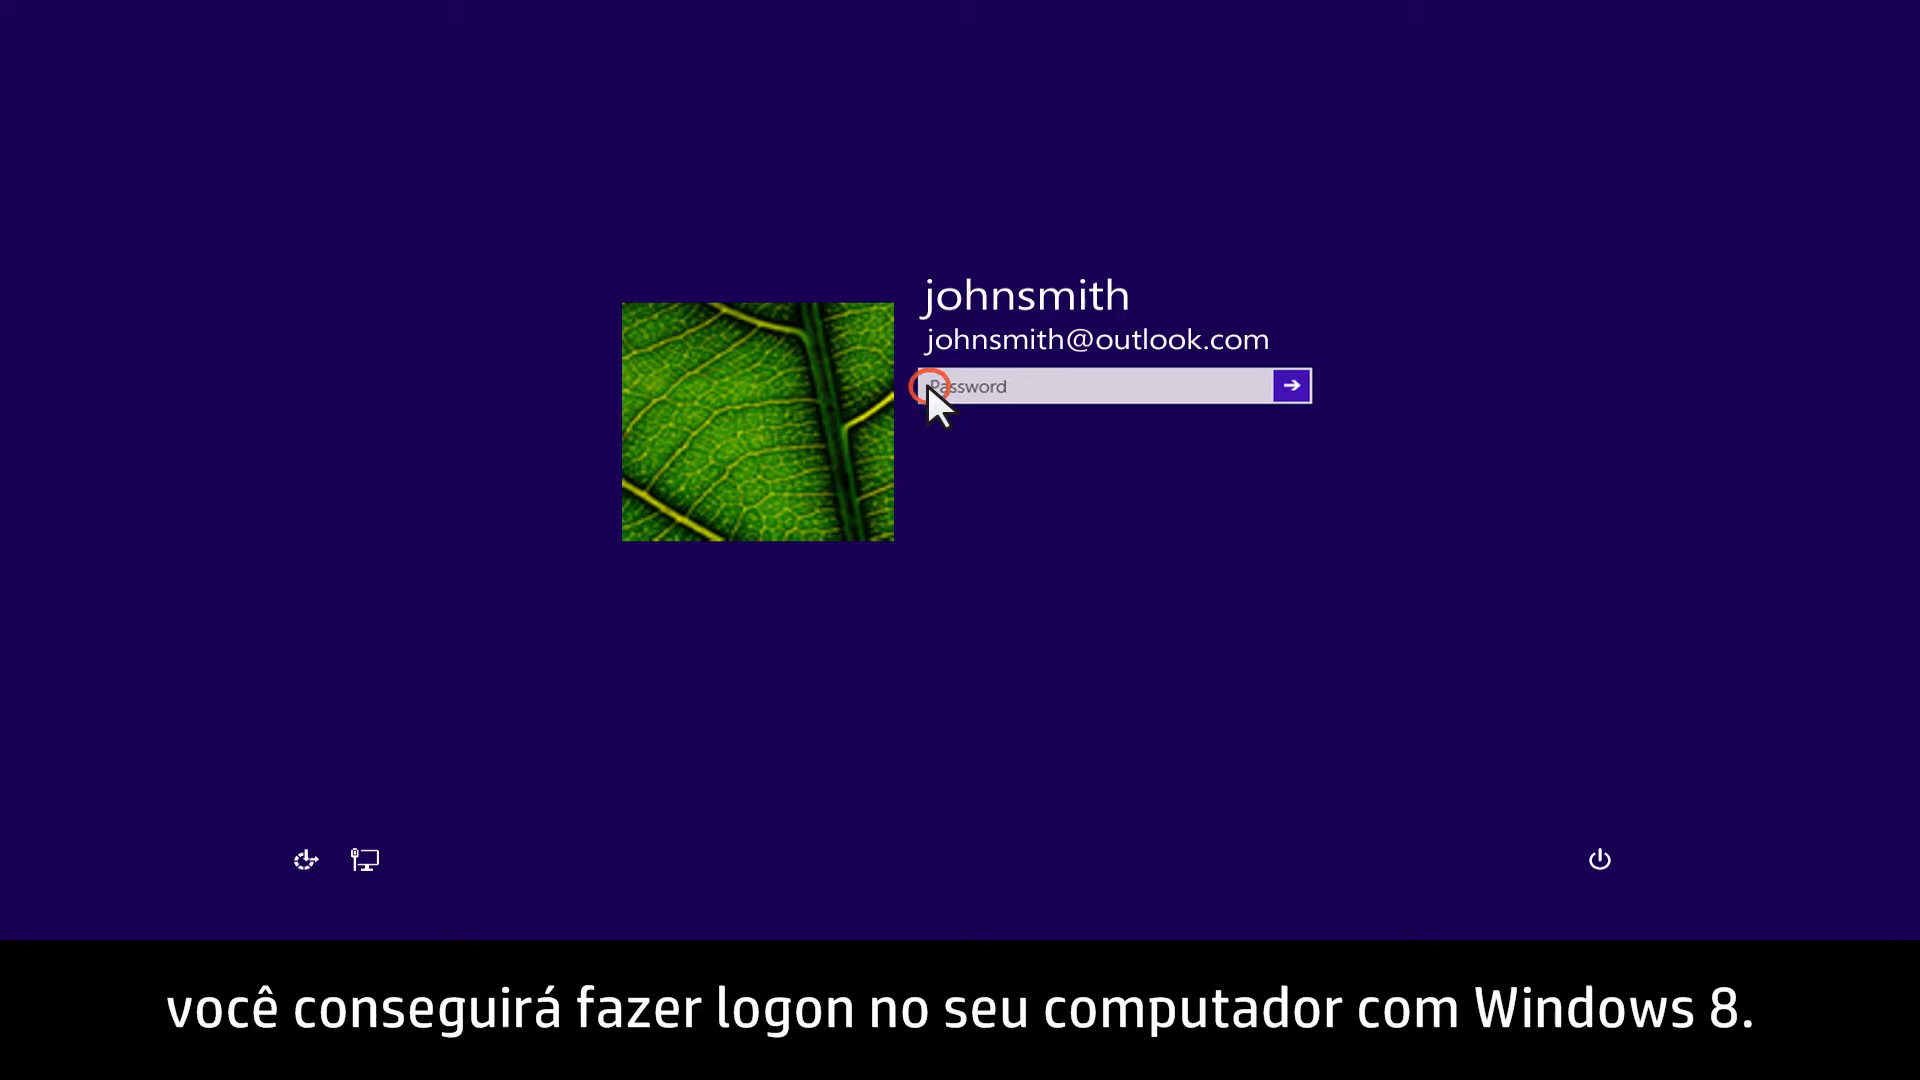 johnsmith
johnsmith@outlook.com
Password
você conseguirá fazer logon no seu computador com Windows 8.